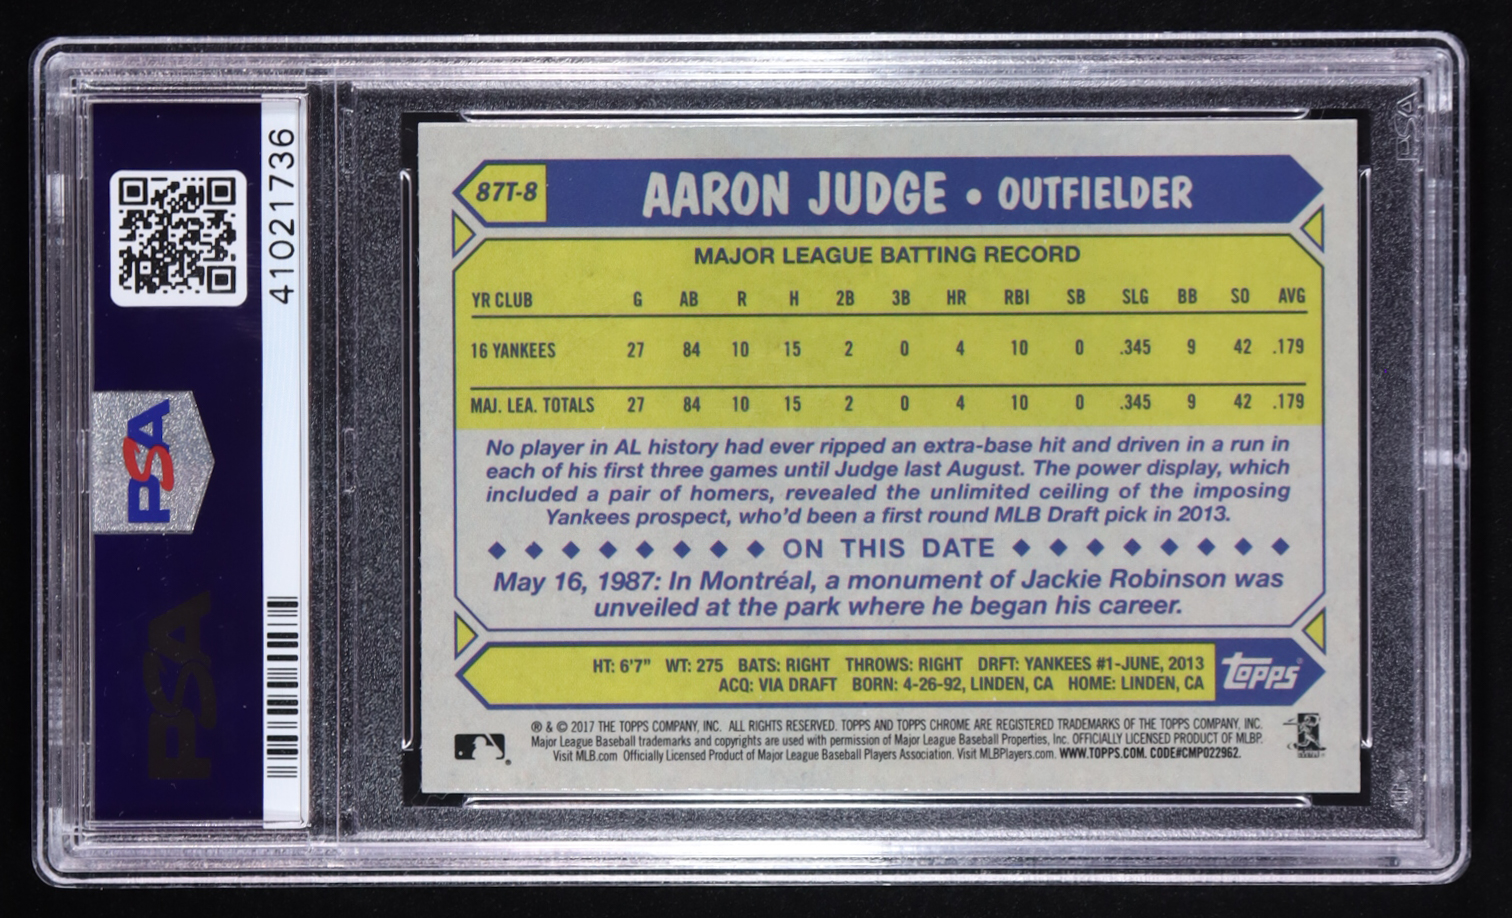 41021736
PSA
PSA
PSA
87T-8
AARON JUDGE • OUTFIELDER
MAJOR LEAGUE BATTING RECORD
YR CLUB G AB R H 2B 3B HR RBI SB SLG BB SO AVG
16 YANKEES 27 84 10 15 2 0 4 10 0 .345 9 42 .179
MAJ. LEA. TOTALS 27 84 10 15 2 0 4 10 0 .345 9 42 .179
No player in AL history had ever ripped an extra-base hit and driven in a run in
each of his first three games until Judge last August. The power display, which
included a pair of homers, revealed the unlimited ceiling of the imposing
Yankees prospect, who'd been a first round MLB Draft pick in 2013.
ON THIS DATE
May 16, 1987: In Montréal, a monument of Jackie Robinson was
unveiled at the park where he began his career.
HT: 6'7" WT: 275 BATS: RIGHT THROWS: RIGHT DRFT: YANKEES #1-JUNE, 2013
ACQ: VIA DRAFT BORN: 4-26-92, LINDEN, CA HOME: LINDEN, CA
topps®
® & © 2017 THE TOPPS COMPANY, INC. ALL RIGHTS RESERVED. TOPPS AND TOPPS CHROME ARE REGISTERED TRADEMARKS OF THE TOPPS COMPANY, INC.
Major League Baseball trademarks and copyrights are used with permission of Major League Baseball Properties, Inc. OFFICIALLY LICENSED PRODUCT OF MLBP.
Visit MLB.com Officially Licensed Product of Major League Baseball Players Association. Visit MLBPlayers.com. WWW.TOPPS.COM. CODE#CMP022962.